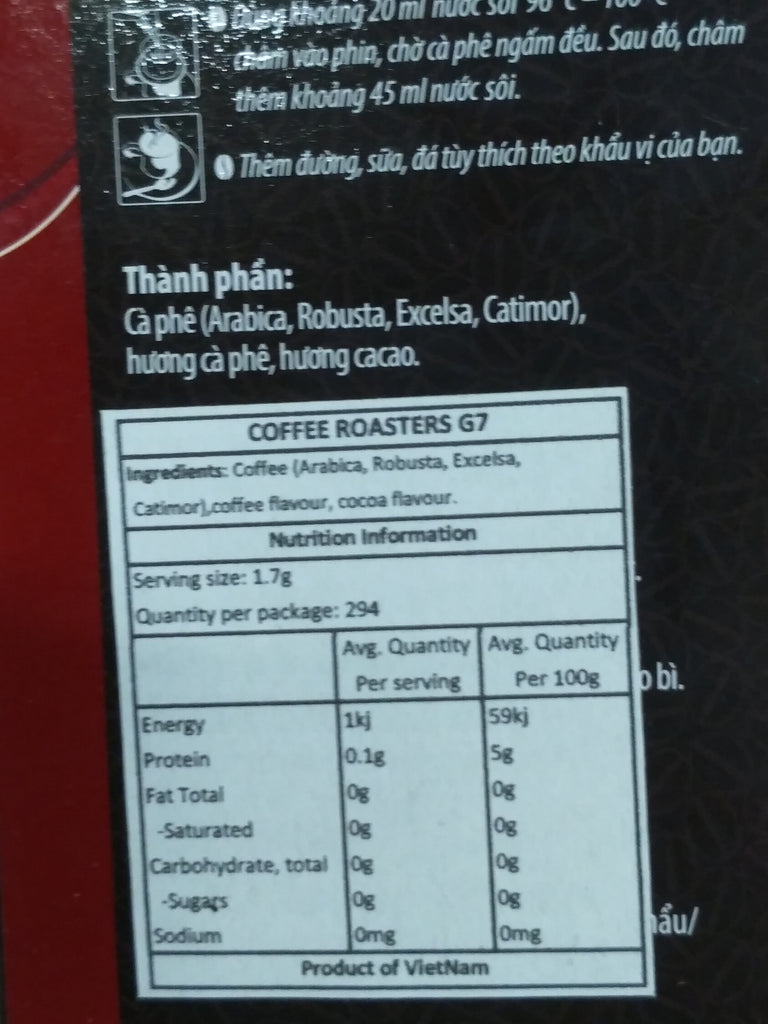 Dùng khoảng 20 ml nước sôi 96°C - 100°C
châm vào phin, chờ cà phê ngấm đều. Sau đó, châm
thêm khoảng 45 ml nước sôi.
Thêm đường, sữa, đá tùy thích theo khẩu vị của bạn.
Thành phần:
Cà phê (Arabica, Robusta, Excelsa, Catimor),
hương cà phê, hương cacao.
COFFEE ROASTERS G7
Ingredients: Coffee (Arabica, Robusta, Excelsa,
Catimor),coffee flavour, cocoa flavour.
Nutrition Information
Serving size: 1.7g
Quantity per package: 294
Avg. Quantity Avg. Quantity
Per serving Per 100g
bì.
Energy 1kj 59kj
Protein 0.1g 5g
Fat Total 0g 0g
-Saturated 0g 0g
Carbohydrate, total 0g 0g
-Sugars 0g 0g
Sodium 0mg 0mg
Product of VietNam